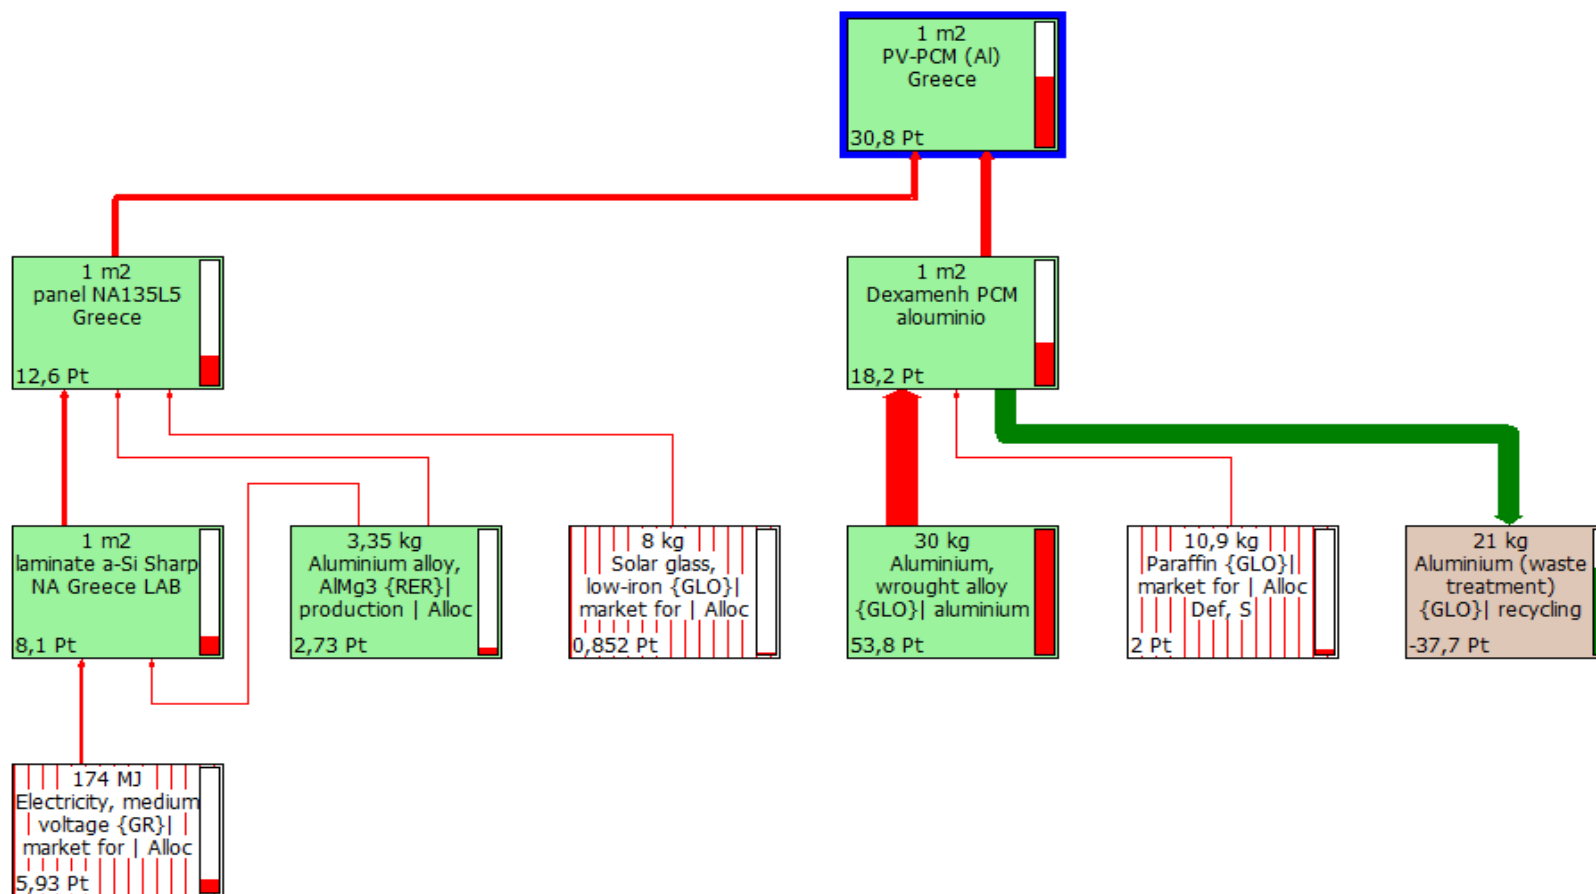 1 m2
PV-PCM (Al)
Greece
30,8 Pt
1 m2
panel NA135L5
Greece
12,6 Pt
1 m2
Dexamenh PCM
alouminio
18,2 Pt
1 m2
laminate a-Si Sharp
NA Greece LAB
8,1 Pt
3,35 kg
Aluminium alloy,
AlMg3 {RER}|
production | Alloc
2,73 Pt
8 kg
Solar glass,
low-iron {GLO}|
market for | Alloc
0,852 Pt
30 kg
Aluminium,
wrought alloy
{GLO}| aluminium
53,8 Pt
10,9 kg
Paraffin {GLO}|
market for | Alloc
Def, S
2 Pt
21 kg
Aluminium (waste
treatment)
{GLO}| recycling
-37,7 Pt
174 MJ
Electricity, medium
voltage {GR}|
market for | Alloc
5,93 Pt